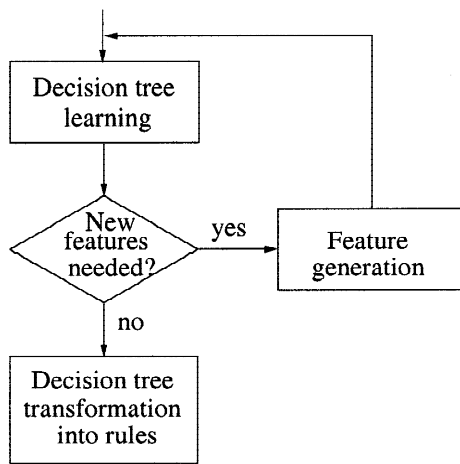 Decision tree
learning
New
features
needed?
yes
Feature
generation
no
Decision tree
transformation
into rules